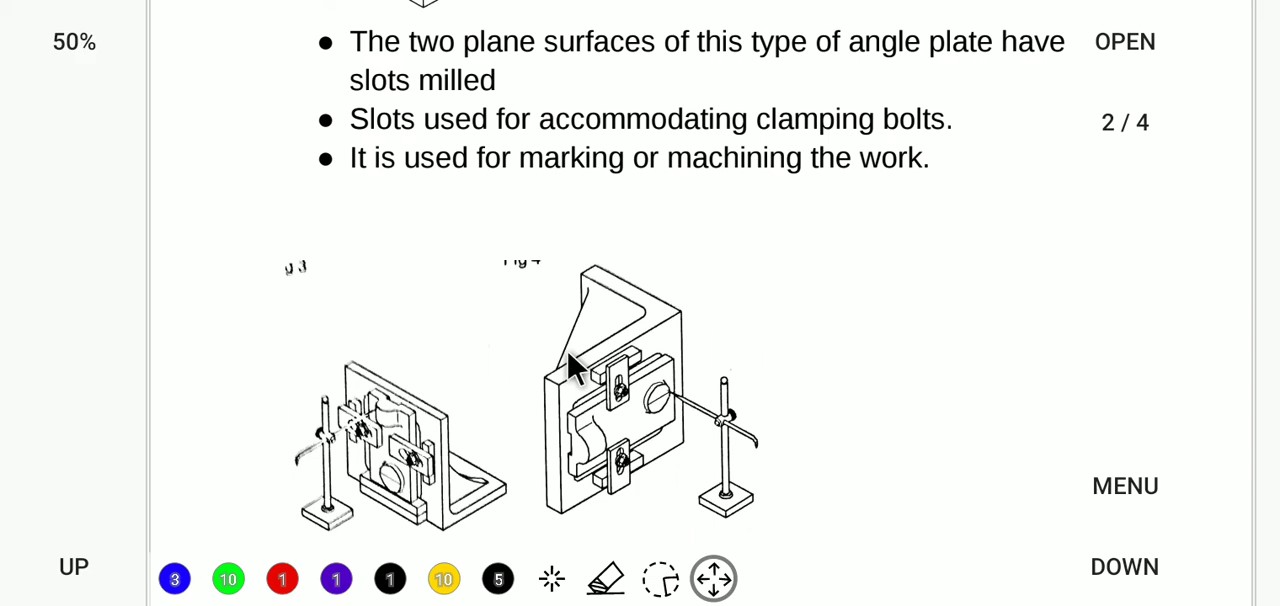 50%
● The two plane surfaces of this type of angle plate have
slots milled
● Slots used for accommodating clamping bolts.
● It is used for marking or machining the work.
OPEN
2 / 4
MENU
UP
DOWN
3 10 1 1 1 10 5